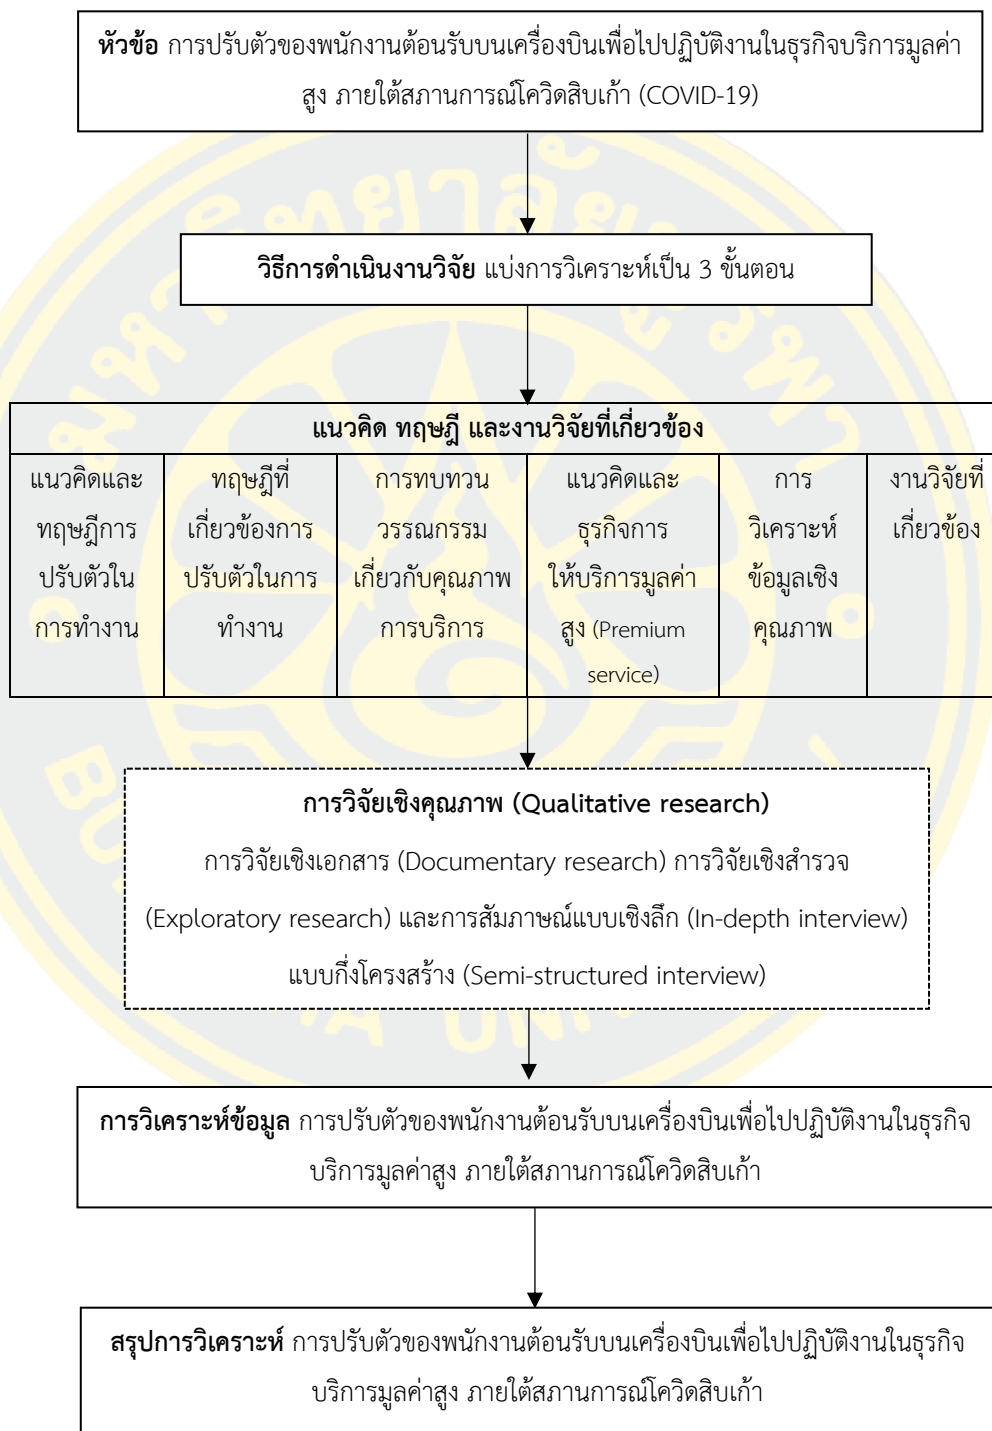 หัวข้อ การปรับตัวของพนักงานต้อนรับบนเครื่องบินเพื่อไปปฏิบัติงานในธุรกิจบริการมูลค่า
สูง ภายใต้สถานการณ์โควิดสิบเก้า (COVID-19)
วิธีการดำเนินงานวิจัย แบ่งการวิเคราะห์เป็น 3 ขั้นตอน
แนวคิด ทฤษฎี และงานวิจัยที่เกี่ยวข้อง
แนวคิดและ
ทฤษฎีการ
ปรับตัวใน
การทำงาน
ทฤษฎีที่
เกี่ยวข้องการ
ปรับตัวในการ
ทำงาน
การทบทวน
วรรณกรรม
เกี่ยวกับคุณภาพ
การบริการ
แนวคิดและ
ธุรกิจการ
ให้บริการมูลค่า
สูง (Premium
service)
การ
วิเคราะห์
ข้อมูลเชิง
คุณภาพ
งานวิจัยที่
เกี่ยวข้อง
การวิจัยเชิงคุณภาพ (Qualitative research)
การวิจัยเชิงเอกสาร (Documentary research) การวิจัยเชิงสำรวจ
(Exploratory research) และการสัมภาษณ์แบบเชิงลึก (In-depth interview)
แบบกึ่งโครงสร้าง (Semi-structured interview)
การวิเคราะห์ข้อมูล การปรับตัวของพนักงานต้อนรับบนเครื่องบินเพื่อไปปฏิบัติงานในธุรกิจ
บริการมูลค่าสูง ภายใต้สถานการณ์โควิดสิบเก้า
สรุปการวิเคราะห์ การปรับตัวของพนักงานต้อนรับบนเครื่องบินเพื่อไปปฏิบัติงานในธุรกิจ
บริการมูลค่าสูง ภายใต้สถานการณ์โควิดสิบเก้า